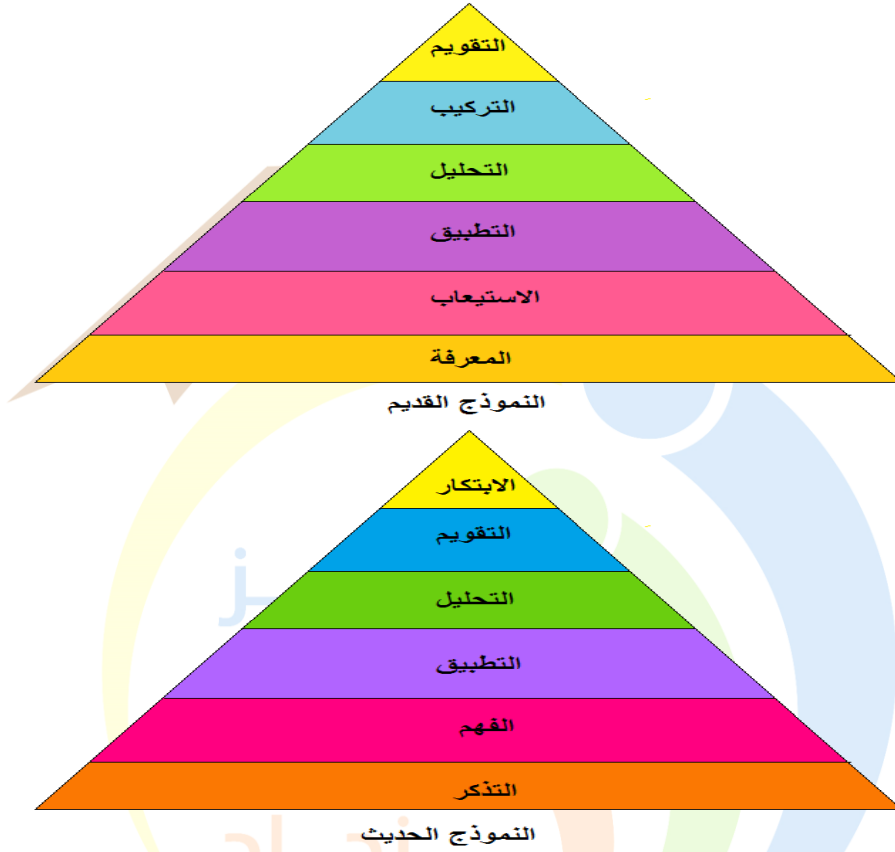 التقويم
التركيب
التحليل
التطبيق
الاستيعاب
المعرفة
النموذج القديم
الابتكار
التقويم
التحليل
التطبيق
الفهم
التذكر
النموذج الحديث